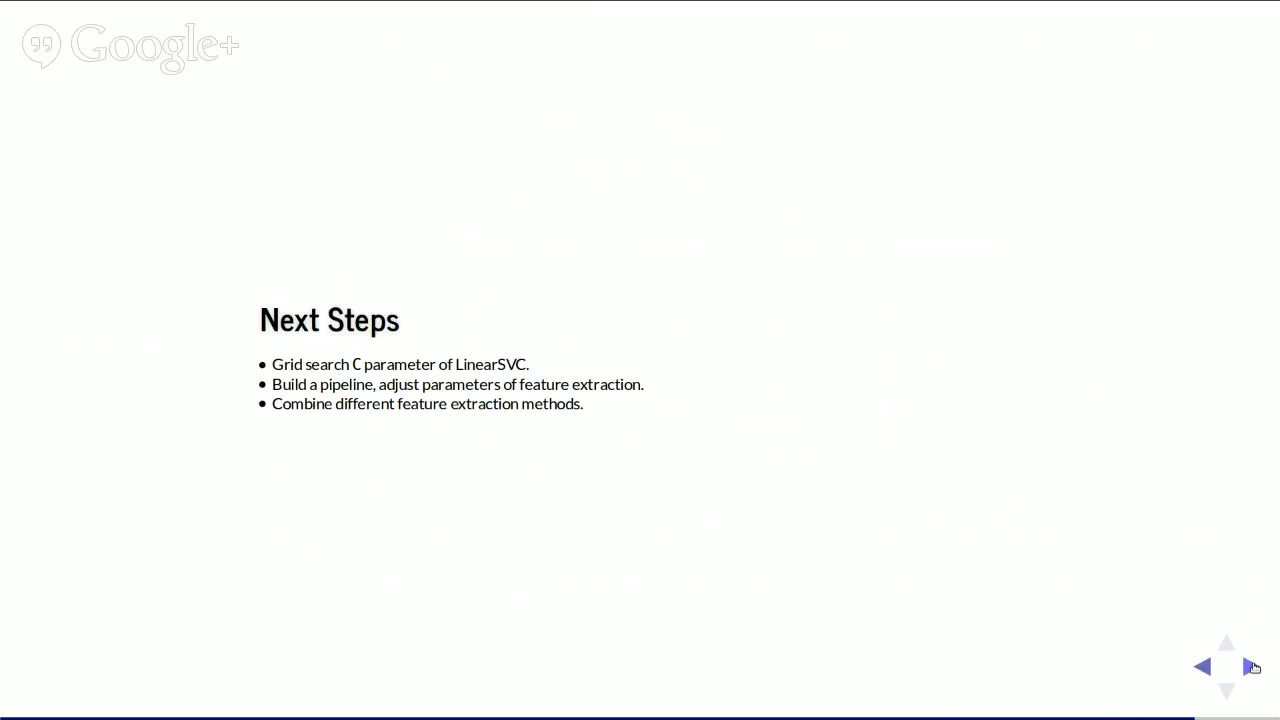 Google+
Next Steps
• Grid search C parameter of LinearSVC.
• Build a pipeline, adjust parameters of feature extraction.
• Combine different feature extraction methods.